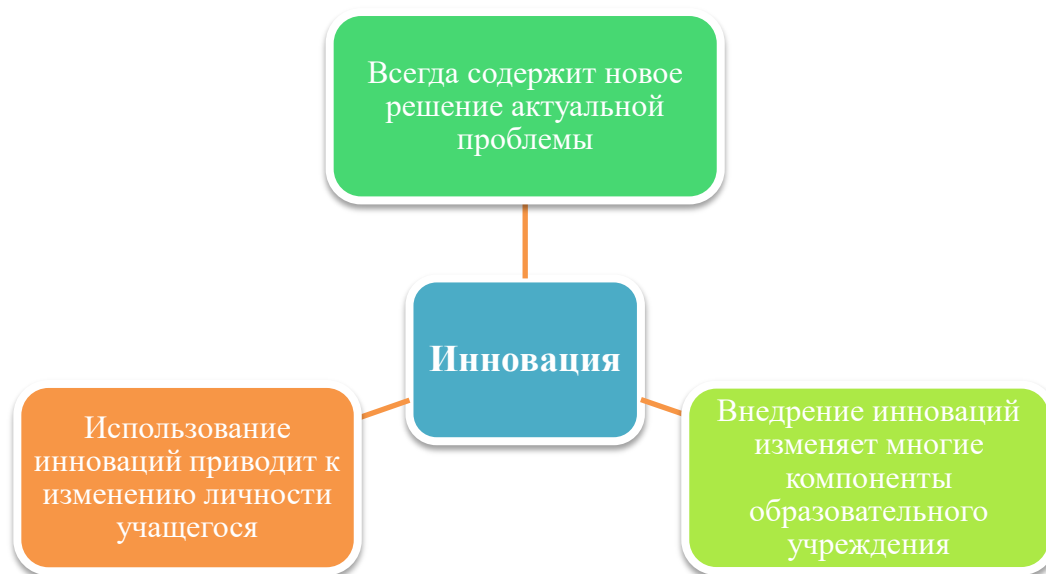 Всегда содержит новое
решение актуальной
проблемы
Инновация
Использование
инноваций приводит к
изменению личности
учащегося
Внедрение инноваций
изменяет многие
компоненты
образовательного
учреждения